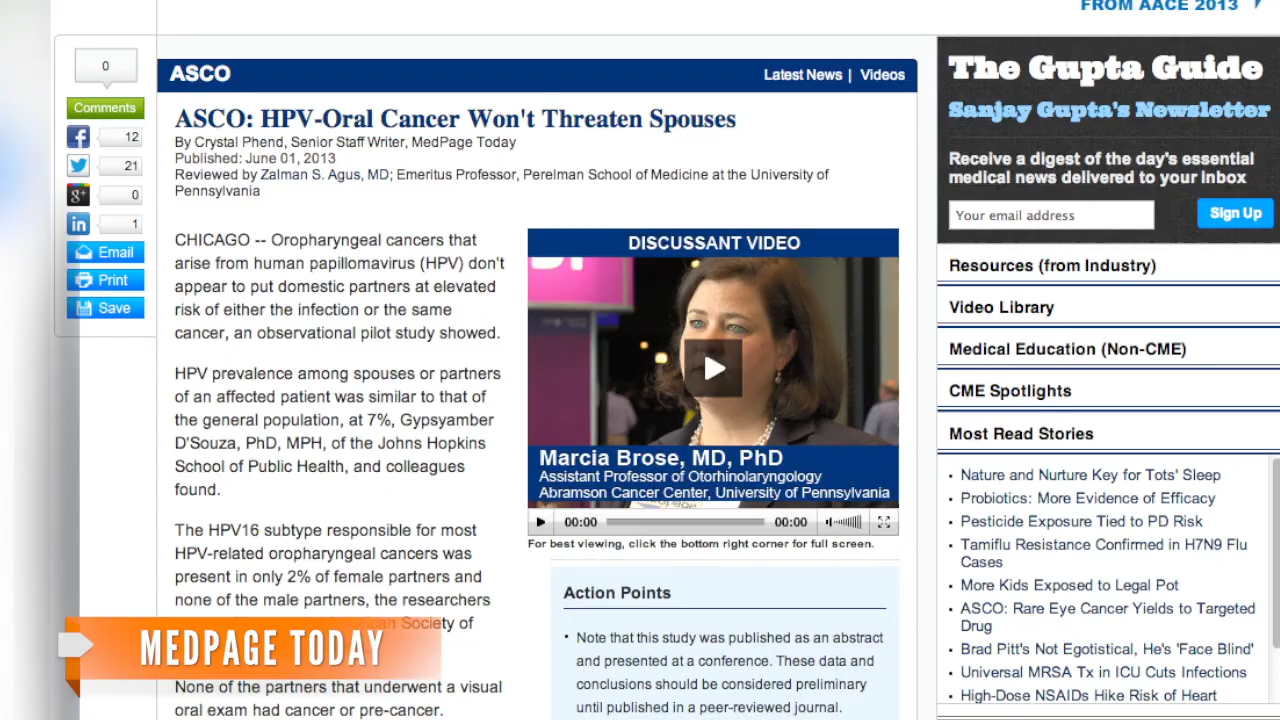 FROM AACE 2013
0
Comments
12
21
0
1
Email
Print
Save
ASCO
Latest News | Videos
ASCO: HPV-Oral Cancer Won't Threaten Spouses
By Crystal Phend, Senior Staff Writer, MedPage Today
Published: June 01, 2013
Reviewed by Zalman S. Agus, MD; Emeritus Professor, Perelman School of Medicine at the University of
Pennsylvania
CHICAGO -- Oropharyngeal cancers that
arise from human papillomavirus (HPV) don't
appear to put domestic partners at elevated
risk of either the infection or the same
cancer, an observational pilot study showed.
HPV prevalence among spouses or partners
of an affected patient was similar to that of
the general population, at 7%, Gypsyamber
D'Souza, PhD, MPH, of the Johns Hopkins
School of Public Health, and colleagues
found.
The HPV16 subtype responsible for most
HPV-related oropharyngeal cancers was
present in only 2% of female partners and
none of the male partners, the researchers
Society of
None of the partners that underwent a visual
oral exam had cancer or pre-cancer.
MEDPAGE TODAY
DISCUSSANT VIDEO
Marcia Brose, MD, PhD
Assistant Professor of Otorhinolaryngology
Abramson Cancer Center, University of Pennsylvania
00:00 00:00
For best viewing, click the bottom right corner for full screen.
Action Points
Note that this study was published as an abstract
and presented at a conference. These data and
conclusions should be considered preliminary
until published in a peer-reviewed journal.
The Gupta Guide
Sanjay Gupta's Newsletter
Receive a digest of the day's essential
medical news delivered to your inbox
Your email address
Sign Up
Resources (from Industry)
Video Library
Medical Education (Non-CME)
CME Spotlights
Most Read Stories
Nature and Nurture Key for Tots' Sleep
Probiotics: More Evidence of Efficacy
Pesticide Exposure Tied to PD Risk
Tamiflu Resistance Confirmed in H7N9 Flu
Cases
More Kids Exposed to Legal Pot
ASCO: Rare Eye Cancer Yields to Targeted
Drug
Brad Pitt's Not Egotistical, He's 'Face Blind'
Universal MRSA Tx in ICU Cuts Infections
High-Dose NSAIDs Hike Risk of Heart